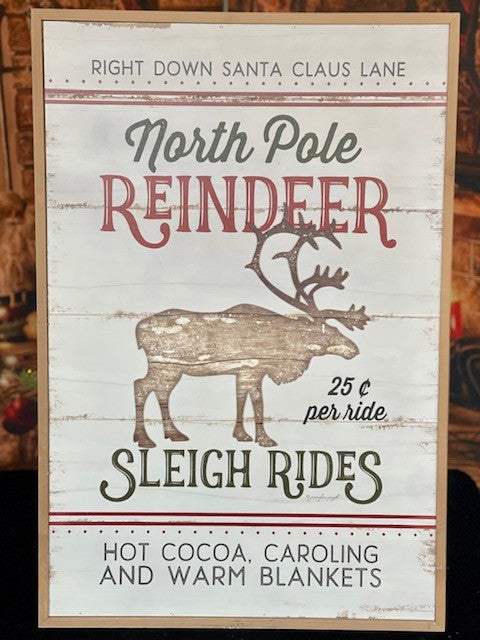 RIGHT DOWN SANTA CLAUS LANE
North Pole
REINDEER
25 ¢
per ride
SLEIGH RIDES
HOT COCOA, CAROLING
AND WARM BLANKETS